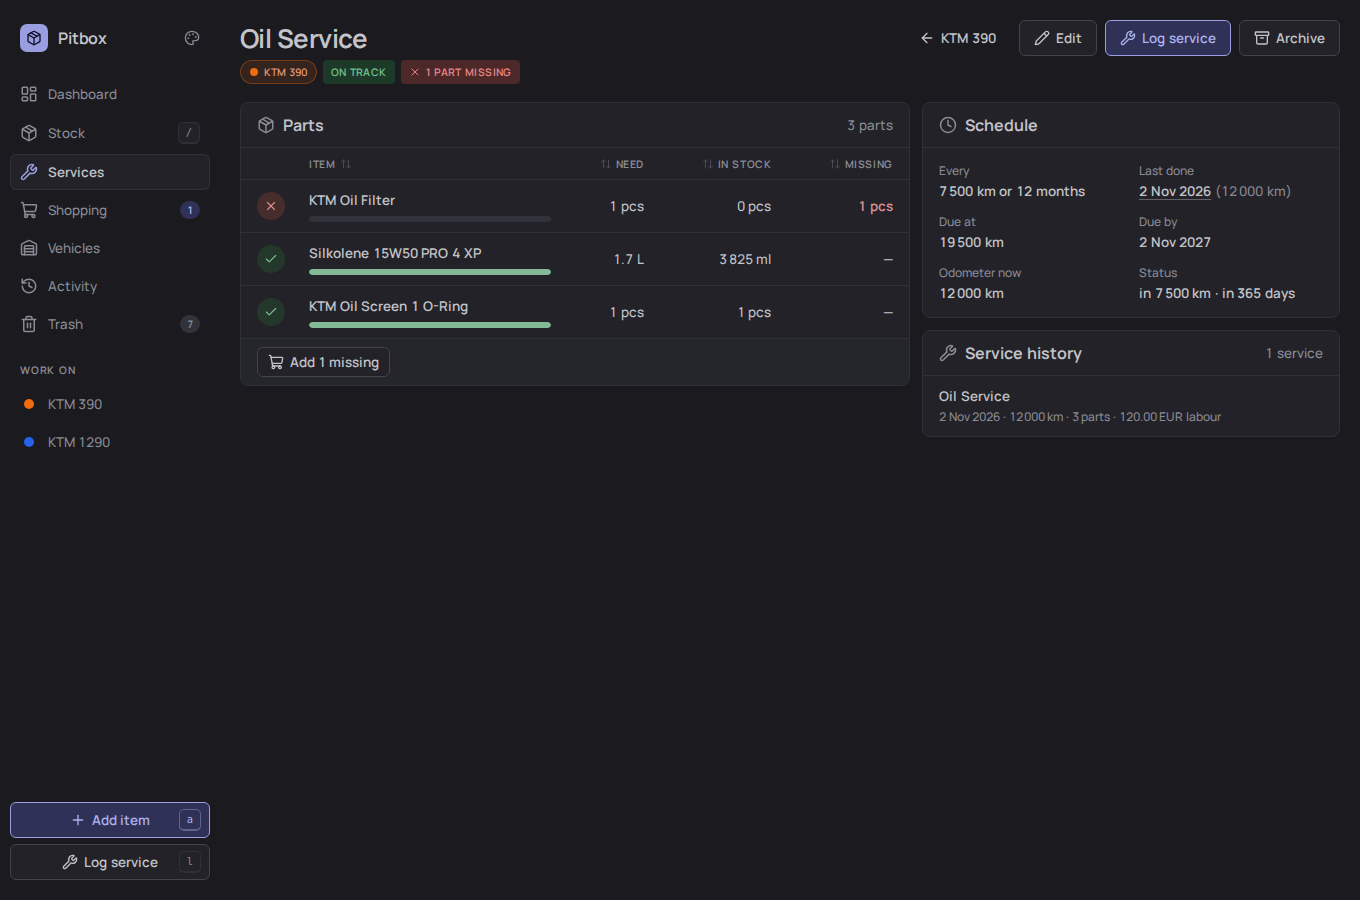 Pitbox
Dashboard
Stock /
Services
Shopping 1
Vehicles
Activity
Trash 7
WORK ON
KTM 390
KTM 1290
Add item a
Log service l
Oil Service
KTM 390 ON TRACK 1 PART MISSING
KTM 390 Edit Log service Archive
Parts 3 parts
ITEM NEED IN STOCK MISSING
KTM Oil Filter 1 pcs 0 pcs 1 pcs
Silkolene 15W50 PRO 4 XP 1.7 L 3 825 ml –
KTM Oil Screen 1 O-Ring 1 pcs 1 pcs –
Add 1 missing
Schedule
Every Last done
7 500 km or 12 months 2 Nov 2026 (12 000 km)
Due at Due by
19 500 km 2 Nov 2027
Odometer now Status
12 000 km in 7 500 km · in 365 days
Service history 1 service
Oil Service
2 Nov 2026 · 12 000 km · 3 parts · 120.00 EUR labour